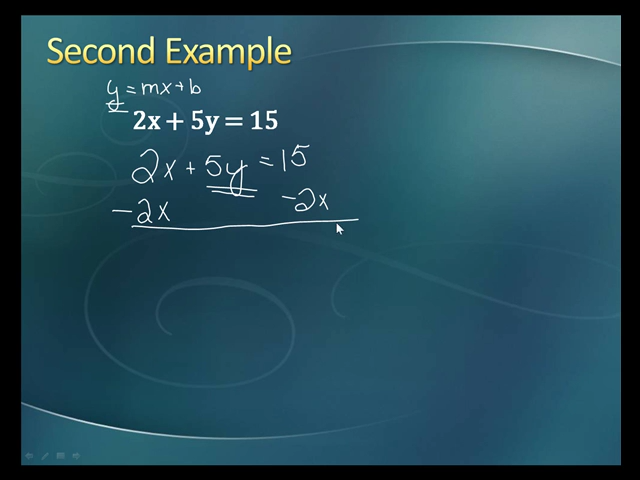 Second Example
y = mx + b
2x + 5y = 15
2x + 5y = 15
-2x -2x